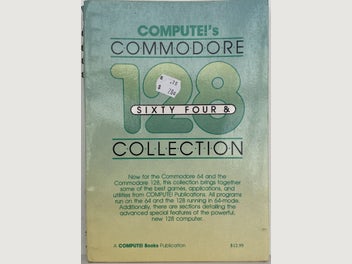 COMPUTE!'s
COMMODORE
128
SIXTY FOUR &
COLLECTION
Now for the Commodore 64 and the
Commodore 128, this collection brings together
some of the best games, applications, and
utilities from COMPUTE! Publications. All programs
run on the 64 and the 128 running in 64-mode.
Additionally, there are sections detailing the
advanced special features of the powerful,
new 128 computer.
A COMPUTE! Books Publication
$12.95